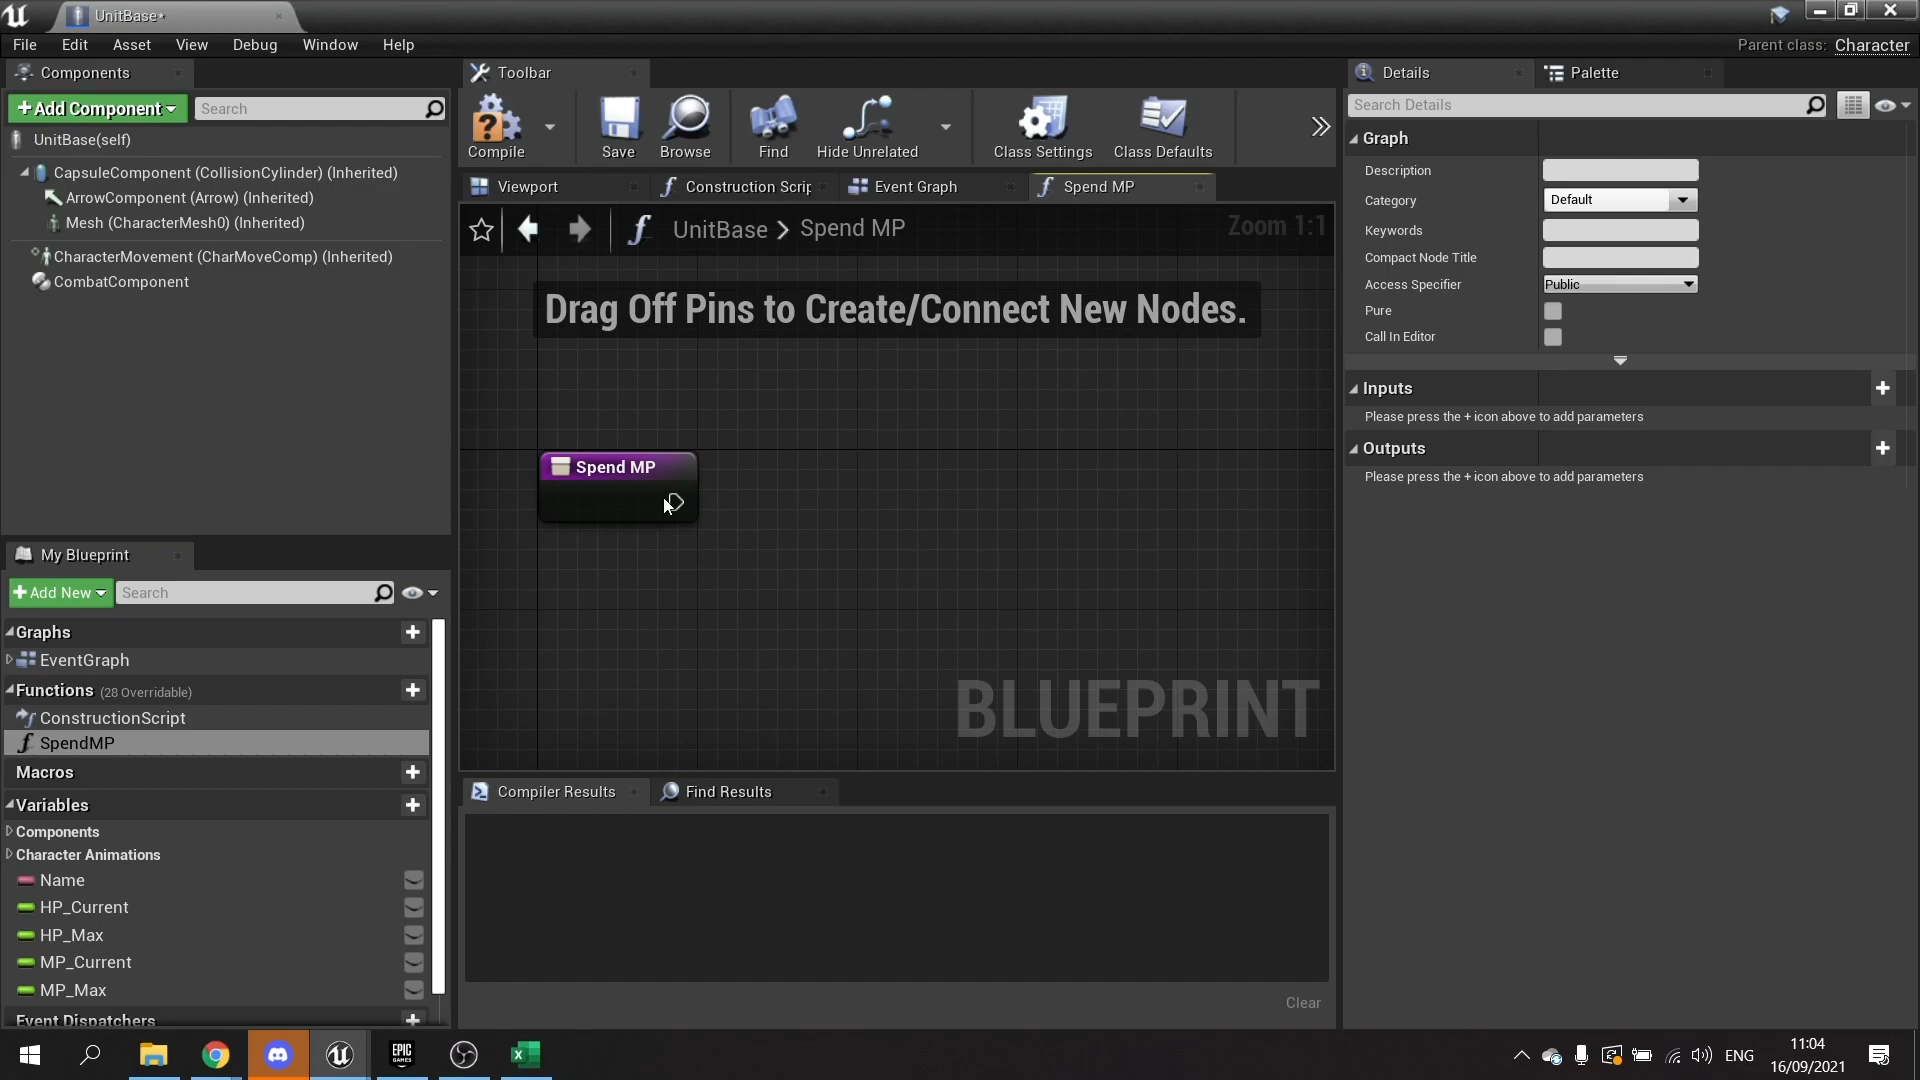 UnitBase*
File Edit Asset View Debug Window Help
Parent class: Character
Components
+Add Component
Search
UnitBase(self)
CapsuleComponent (CollisionCylinder) (Inherited)
ArrowComponent (Arrow) (Inherited)
Mesh (CharacterMesh0) (Inherited)
CharacterMovement (CharMoveComp) (Inherited)
CombatComponent
My Blueprint
+Add New
Search
Graphs
EventGraph
Functions (28 Overridable)
ConstructionScript
SpendMP
Macros
Variables
Components
Character Animations
Name
HP_Current
HP_Max
MP_Current
MP_Max
Event Dispatchers
Toolbar
Compile Save Browse Find Hide Unrelated Class Settings Class Defaults
Viewport Construction Scrip Event Graph Spend MP
UnitBase > Spend MP
Zoom 1:1
Drag Off Pins to Create/Connect New Nodes.
Spend MP
BLUEPRINT
Compiler Results Find Results
Clear
Details Palette
Search Details
Graph
Description
Category Default
Keywords
Compact Node Title
Access Specifier Public
Pure
Call In Editor
Inputs
Please press the + icon above to add parameters
Outputs
Please press the + icon above to add parameters
EPIC
GAMES
ENG
11:04
16/09/2021